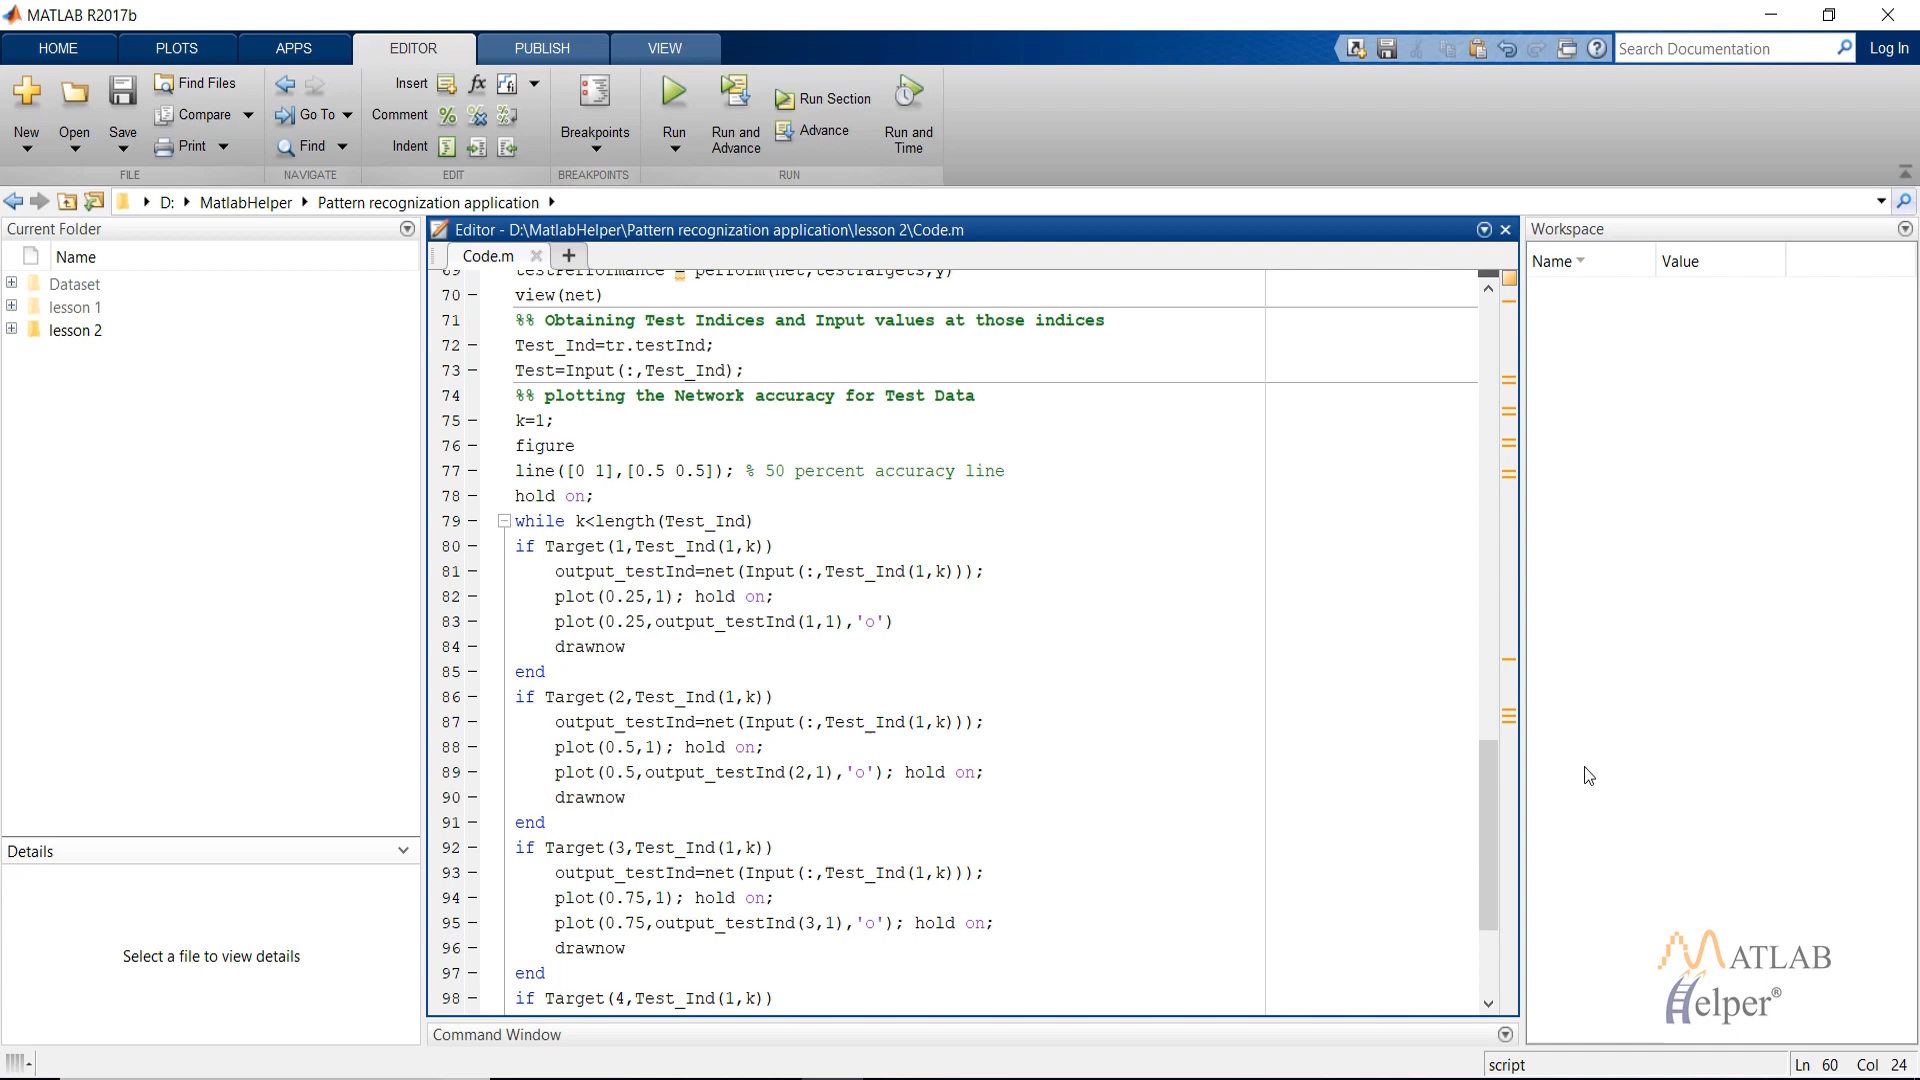 MATLAB R2017b
HOME PLOTS APPS EDITOR PUBLISH VIEW
Search Documentation
Log In
New Open Save
Find Files
Compare
Print
FILE
Go To
Find
NAVIGATE
Insert
Comment
Indent
EDIT
Breakpoints
BREAKPOINTS
Run
Run and Advance
Run Section
Advance
Run and Time
RUN
D: MatlabHelper Pattern recognization application
Current Folder
Name
Dataset
lesson 1
lesson 2
Details
Select a file to view details
Editor - D:\MatlabHelper\Pattern recognization application\lesson 2\Code.m
Code.m
69 testPerformance = perform(net,testTargets,y)
70 view(net)
71 %% Obtaining Test Indices and Input values at those indices
72 Test_Ind=tr.testInd;
73 Test=Input(:,Test_Ind);
74 %% plotting the Network accuracy for Test Data
75 k=1;
76 figure
77 line([0 1],[0.5 0.5]); % 50 percent accuracy line
78 hold on;
79 while k<length(Test_Ind)
80 if Target(1,Test_Ind(1,k))
81 output_testInd=net(Input(:,Test_Ind(1,k)));
82 plot(0.25,1); hold on;
83 plot(0.25,output_testInd(1,1),'o')
84 drawnow
85 end
86 if Target(2,Test_Ind(1,k))
87 output_testInd=net(Input(:,Test_Ind(1,k)));
88 plot(0.5,1); hold on;
89 plot(0.5,output_testInd(2,1),'o'); hold on;
90 drawnow
91 end
92 if Target(3,Test_Ind(1,k))
93 output_testInd=net(Input(:,Test_Ind(1,k)));
94 plot(0.75,1); hold on;
95 plot(0.75,output_testInd(3,1),'o'); hold on;
96 drawnow
97 end
98 if Target(4,Test_Ind(1,k))
Command Window
Workspace
Name Value
MATLAB
Helper®
script
Ln 60 Col 24